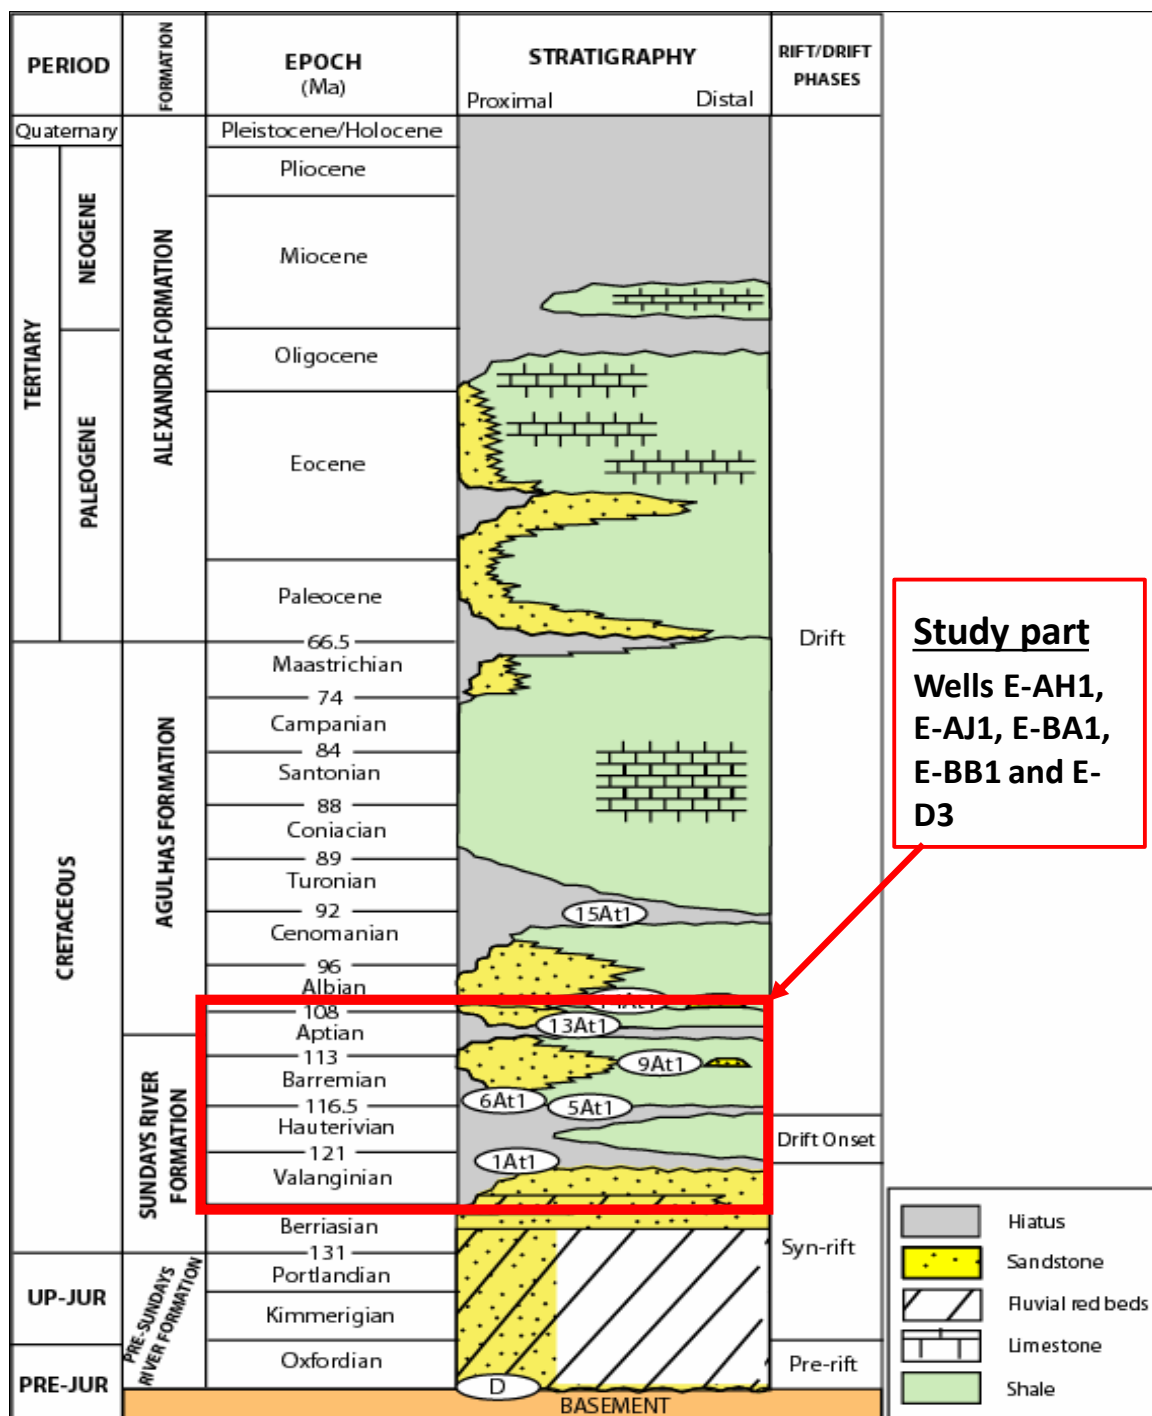 PERIOD
FORMATION
EPOCH
(Ma)
STRATIGRAPHY
Proximal
Distal
RIFT/DRIFT
PHASES
Quaternary
TERTIARY
NEOGENE
PALEOGENE
CRETACEOUS
UP-JUR
PRE-JUR
ALEXANDRA FORMATION
AGULHAS FORMATION
SUNDAYS RIVER
FORMATION
PRE-SUNDAYS
RIVER FORMATION
Pleistocene/Holocene
Pliocene
Miocene
Oligocene
Eocene
Paleocene
66.5
Maastrichian
74
Campanian
84
Santonian
88
Coniacian
89
Turonian
92
Cenomanian
96
Albian
108
Aptian
113
Barremian
116.5
Hauterivian
121
Valanginian
Berriasian
131
Portlandian
Kimmerigian
Oxfordian
15At1
13At1
9At1
6At1
5At1
1At1
D
BASEMENT
Drift
Drift Onset
Syn-rift
Pre-rift
Study part
Wells E-AH1,
E-AJ1, E-BA1,
E-BB1 and E-
D3
Hiatus
Sandstone
Fluvial red beds
Limestone
Shale